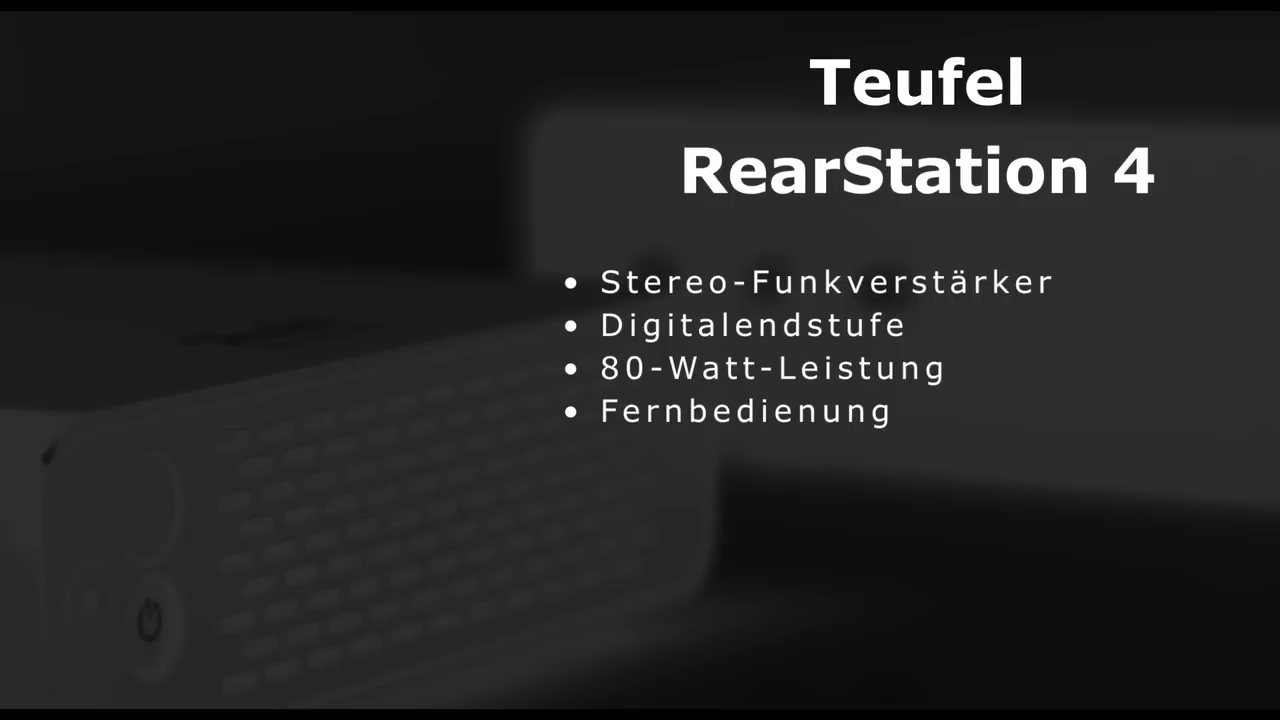 Teufel
RearStation 4
• Stereo-Funkverstärker
• Digitalendstufe
• 80-Watt-Leistung
• Fernbedienung